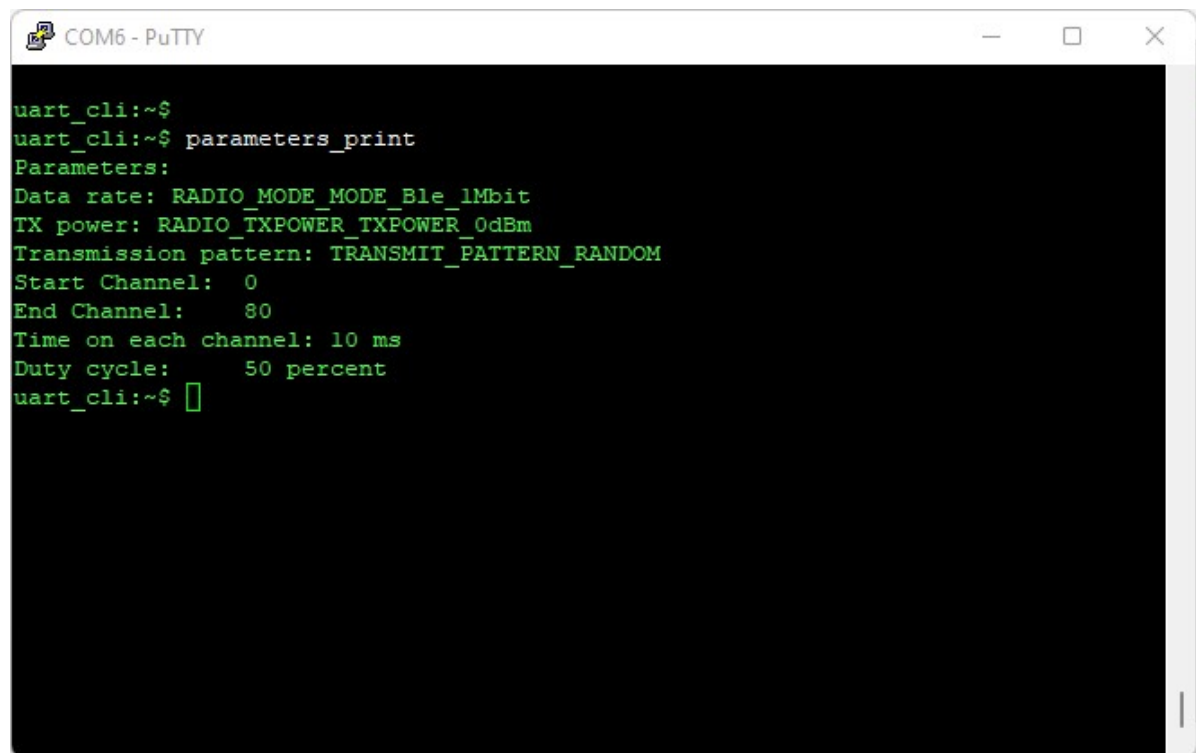 COM6 - PuTTY
uart_cli:~$
uart_cli:~$ parameters_print
Parameters:
Data rate: RADIO_MODE_MODE_Ble_1Mbit
TX power: RADIO_TXPOWER_TXPOWER_0dBm
Transmission pattern: TRANSMIT_PATTERN_RANDOM
Start Channel:  0
End Channel:    80
Time on each channel: 10 ms
Duty cycle:     50 percent
uart_cli:~$